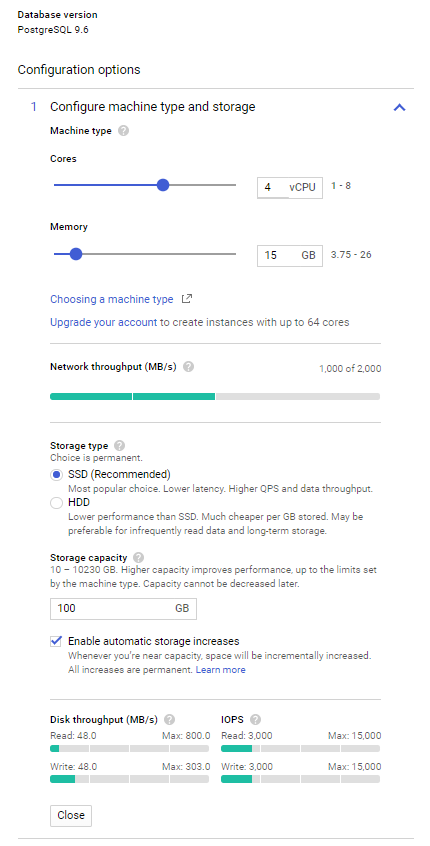 Database version
PostgreSQL 9.6
Configuration options
1 Configure machine type and storage
Machine type ?
Cores
4 vCPU 1 - 8
Memory
15 GB 3.75 - 26
Choosing a machine type
Upgrade your account to create instances with up to 64 cores
Network throughput (MB/s) ? 1,000 of 2,000
Storage type ?
Choice is permanent.
SSD (Recommended)
Most popular choice. Lower latency. Higher QPS and data throughput.
HDD
Lower performance than SSD. Much cheaper per GB stored. May be
preferable for infrequently read data and long-term storage.
Storage capacity ?
10 – 10230 GB. Higher capacity improves performance, up to the limits set
by the machine type. Capacity cannot be decreased later.
100 GB
Enable automatic storage increases
Whenever you're near capacity, space will be incrementally increased.
All increases are permanent. Learn more
Disk throughput (MB/s) ? IOPS ?
Read: 48.0 Max: 800.0 Read: 3,000 Max: 15,000
Write: 48.0 Max: 303.0 Write: 3,000 Max: 15,000
Close